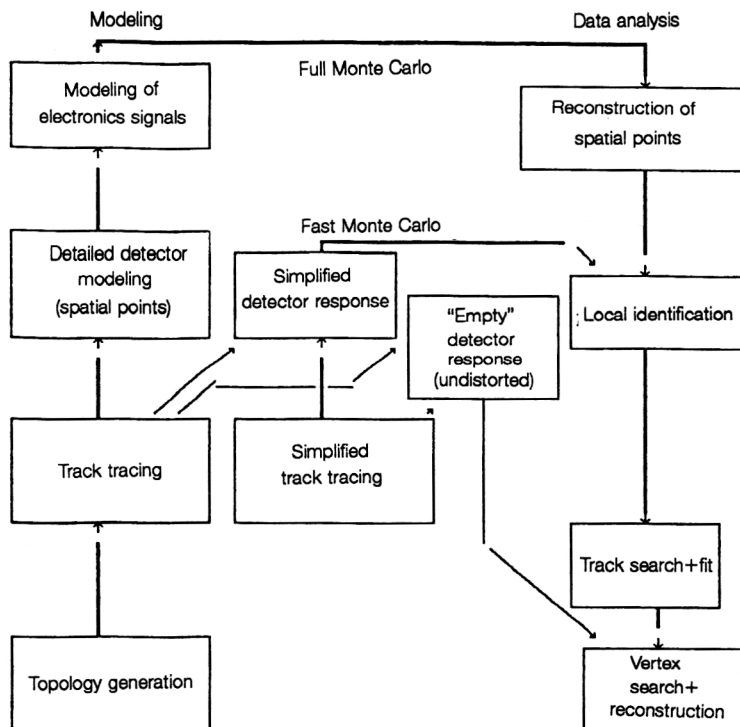 Modeling
Data analysis
Full Monte Carlo
Modeling of
electronics signals
Reconstruction of
spatial points
Fast Monte Carlo
Detailed detector
modeling
(spatial points)
Simplified
detector response
"Empty"
detector
response
(undistorted)
Local identification
Track tracing
Simplified
track tracing
Track search+fit
Topology generation
Vertex
search+
reconstruction